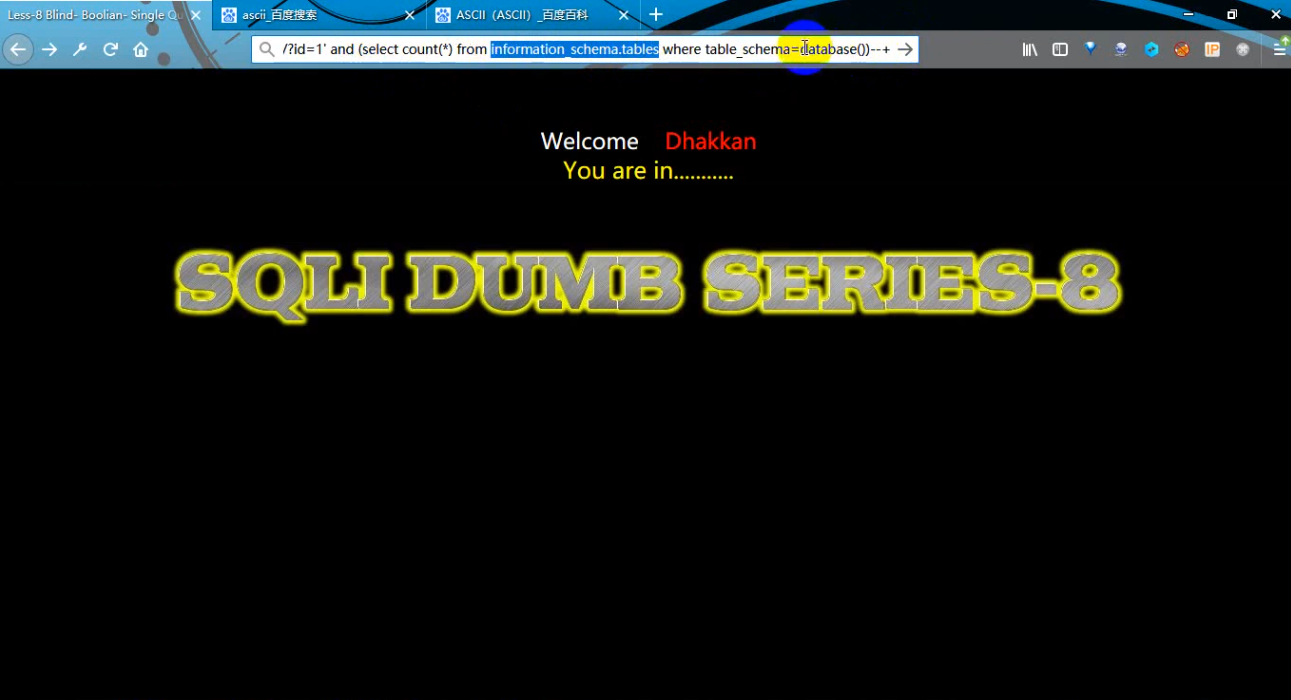 Less-8 Blind- Boolian- Single Qu
ascii_百度搜索
ASCII（ASCII）_百度百科
/?id=1' and (select count(*) from information_schema.tables where table_schema=database())--+
IP
Welcome Dhakkan
You are in...........
SQLI DUMB SERIES-8